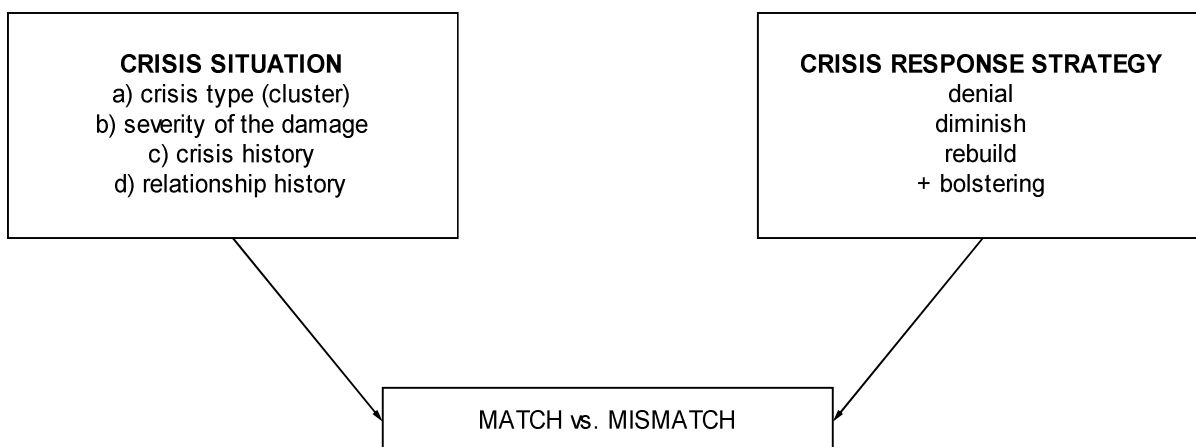 CRISIS SITUATION
a) crisis type (cluster)
b) severity of the damage
c) crisis history
d) relationship history
CRISIS RESPONSE STRATEGY
denial
diminish
rebuild
+ bolstering
MATCH vs. MISMATCH